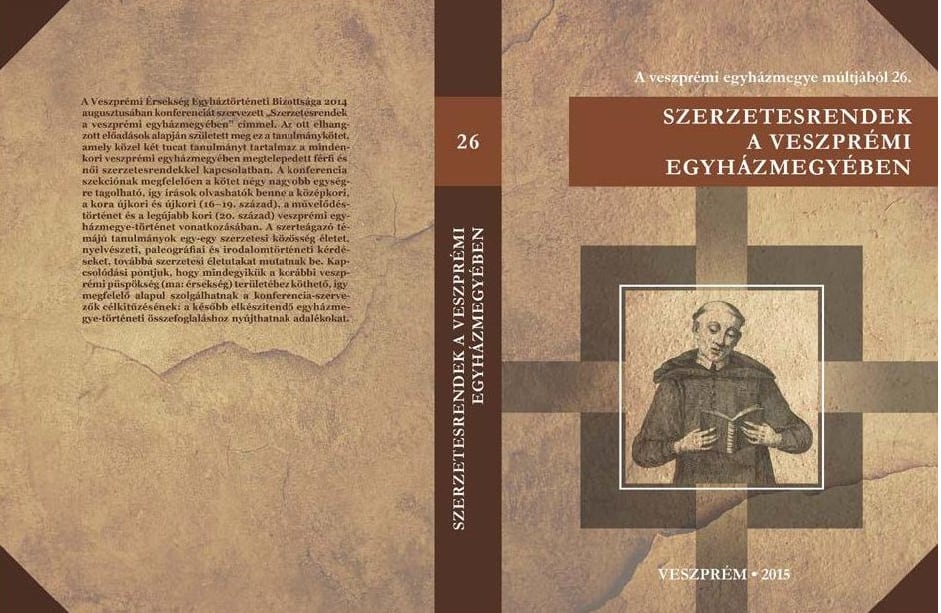 A Veszprémi Érsekség Egyháztörténeti Bizottsága 2014
augusztusában konferenciát szervezett „Szerzetesrendek
a veszprémi egyházmegyében” címmel. Az ott elhang-
zott előadások alapján született meg ez a tanulmánykötet,
amely közel két tucat tanulmányt tartalmaz a minden-
kori veszprémi egyházmegyében megtelepedett férfi és
női szerzetesrendekkel kapcsolatban. A konferencia
szekcióinak megfelelően a kötet négy nagyobb egység-
re tagolható, így írások olvashatók benne a középkori,
a kora újkori és újkori (16–19. század), a művelődés-
történet és a legújabb kori (20. század) veszprémi egy-
házmegye-történet vonatkozásában. A szerteágazó té-
májú tanulmányok egy-egy szerzetesi közösség életét,
nyelvészeti, paleográfiai és irodalomtörténeti kérdé-
seket, továbbá szerzetesi életutakat mutatnak be. Kap-
csolódási pontjuk, hogy mindegyikük a korábbi veszp-
rémi püspökség (ma: érsekség) területéhez köthető, így
megfelelő alapul szolgálhatnak a konferencia-szerve-
zők célkitűzésének: a később elkészítendő egyházme-
gye-történeti összefoglaláshoz nyújthatnak adalékokat.
26
SZERZETESRENDEK A VESZPRÉMI
EGYHÁZMEGYÉBEN
A veszprémi egyházmegye múltjából 26.
SZERZETESRENDEK
A VESZPRÉMI
EGYHÁZMEGYÉBEN
VESZPRÉM • 2015